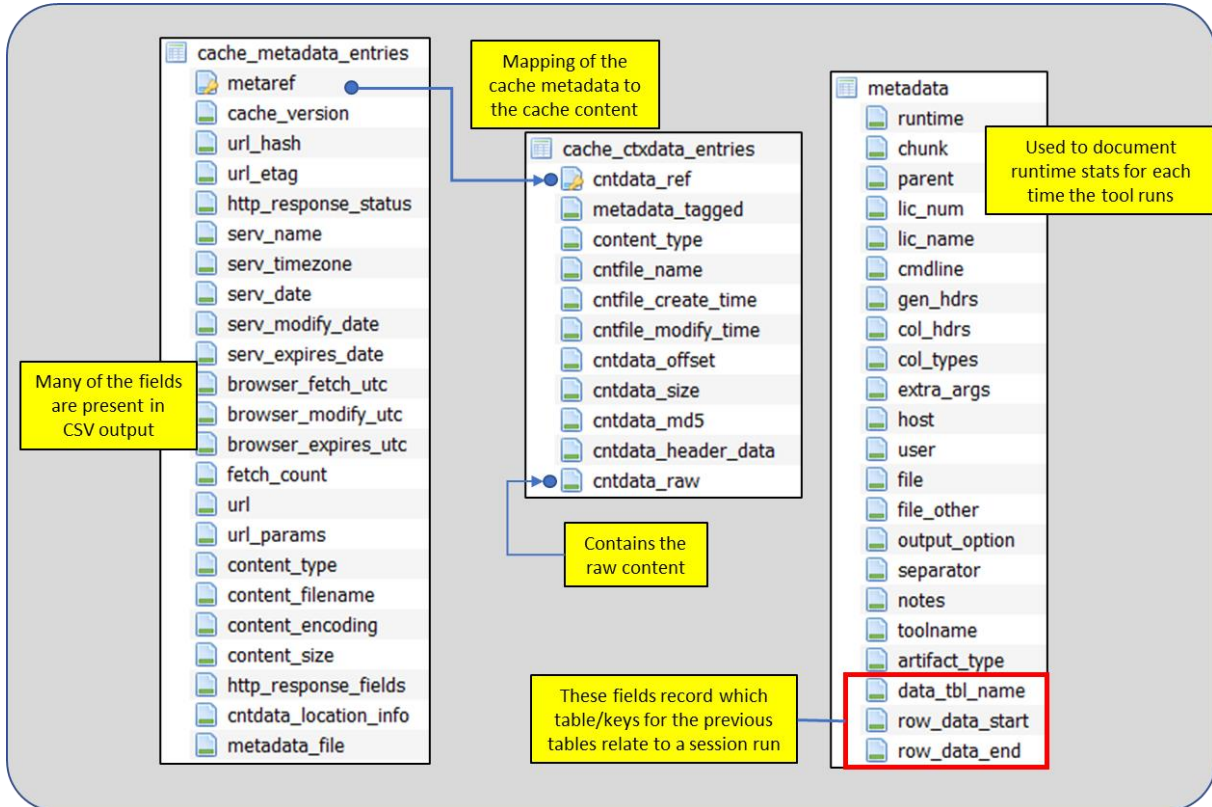 cache_metadata_entries
metaref
cache_version
url_hash
url_etag
http_response_status
serv_name
serv_timezone
serv_date
serv_modify_date
serv_expires_date
browser_fetch_utc
browser_modify_utc
browser_expires_utc
fetch_count
url
url_params
content_type
content_filename
content_encoding
content_size
http_response_fields
cntdata_location_info
metadata_file
Many of the fields
are present in
CSV output
Mapping of the
cache metadata to
the cache content
cache_ctxdata_entries
cntdata_ref
metadata_tagged
content_type
cntfile_name
cntfile_create_time
cntfile_modify_time
cntdata_offset
cntdata_size
cntdata_md5
cntdata_header_data
cntdata_raw
Contains the
raw content
These fields record which
table/keys for the previous
tables relate to a session run
metadata
runtime
chunk
parent
lic_num
lic_name
cmdline
gen_hdrs
col_hdrs
col_types
extra_args
host
user
file
file_other
output_option
separator
notes
toolname
artifact_type
data_tbl_name
row_data_start
row_data_end
Used to document
runtime stats for each
time the tool runs